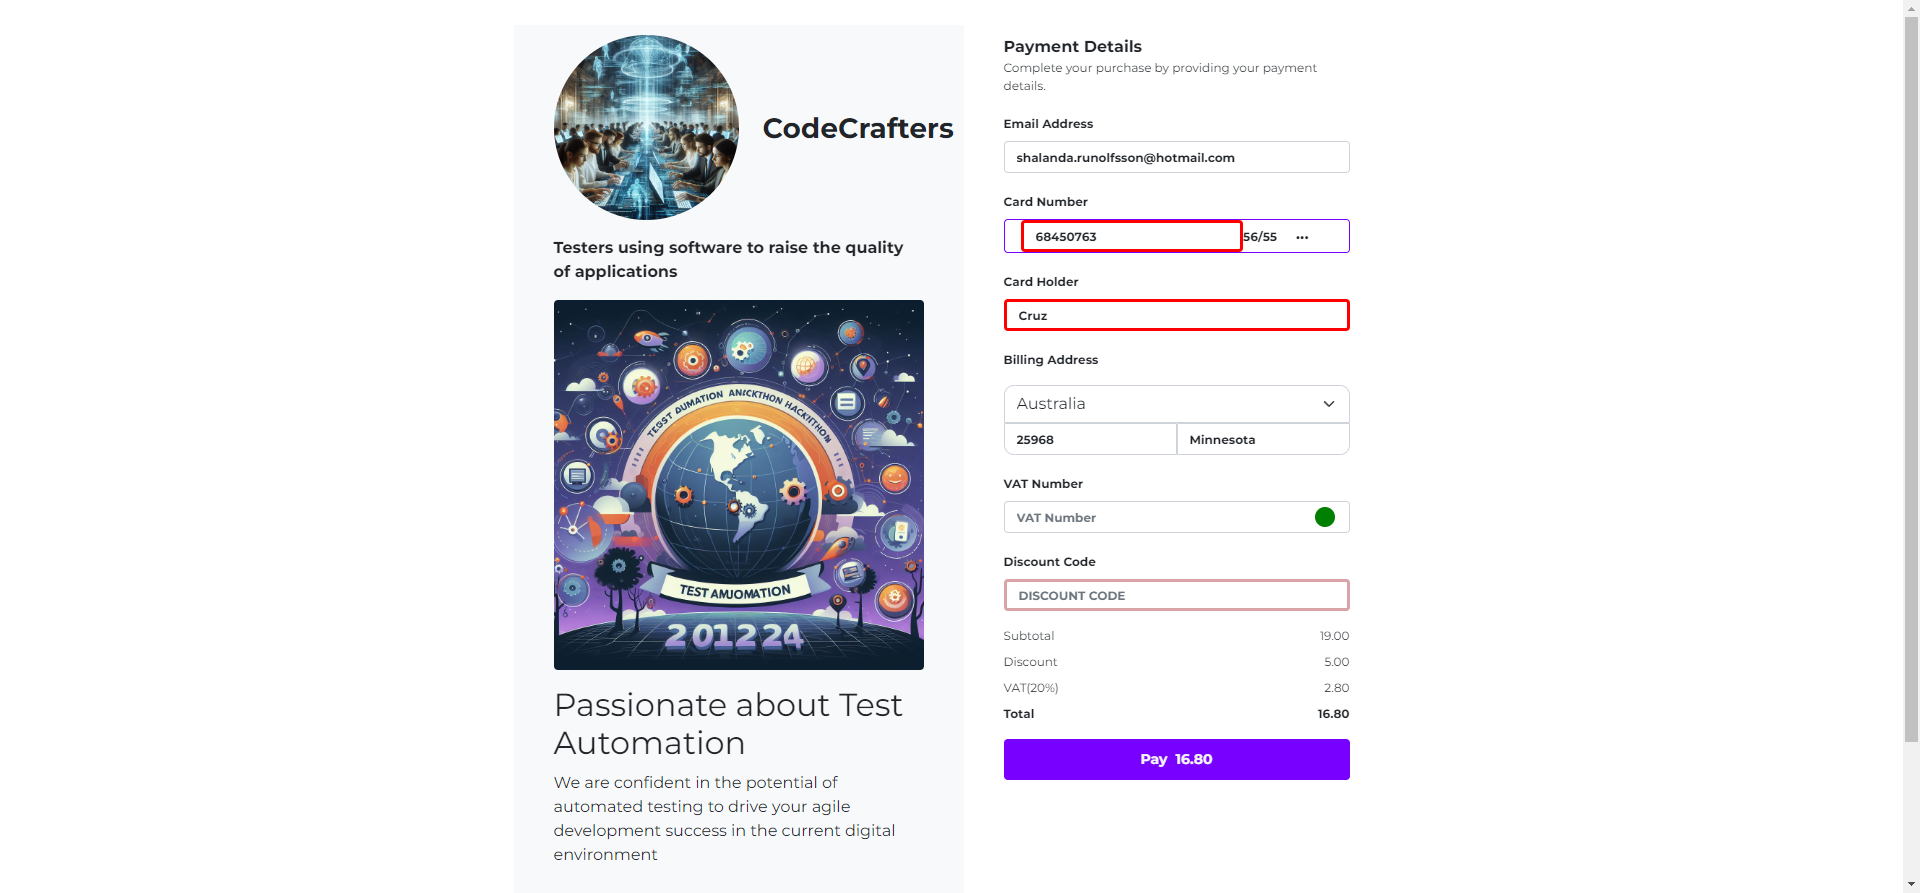 CodeCrafters
Testers using software to raise the quality
of applications
TESST AUMATION ANICKTHON HACKITHON
TEST AMJOMATION
201224
Passionate about Test
Automation
We are confident in the potential of
automated testing to drive your agile
development success in the current digital
environment
Payment Details
Complete your purchase by providing your payment
details.
Email Address
shalanda.runolfsson@hotmail.com
Card Number
68450763 56/55 •••
Card Holder
Cruz
Billing Address
Australia
25968 Minnesota
VAT Number
VAT Number
Discount Code
DISCOUNT CODE
Subtotal 19.00
Discount 5.00
VAT(20%) 2.80
Total 16.80
Pay 16.80